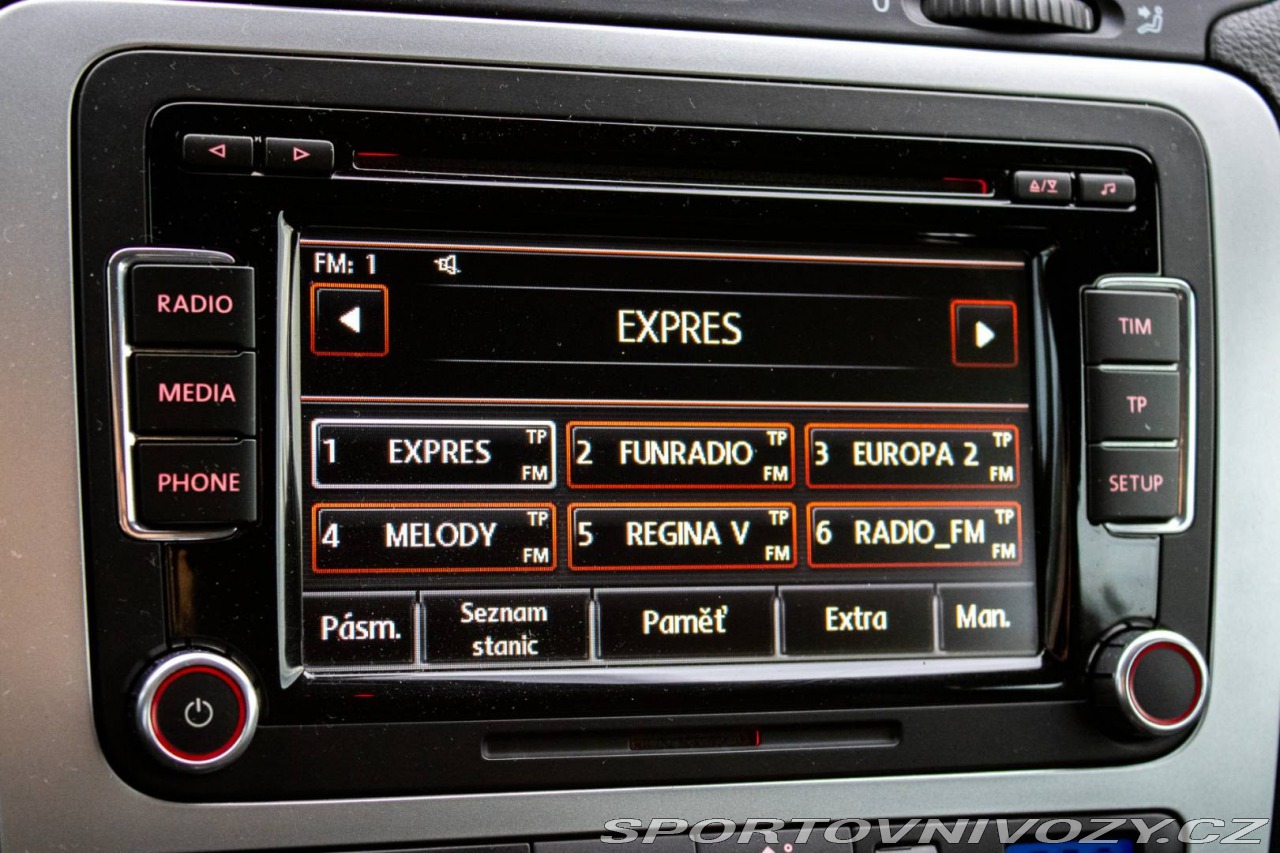 0
FM: 1
EXPRES
RADIO
MEDIA
PHONE
TIM
TP
SETUP
1 EXPRES TP FM
2 FUNRADIO TP FM
3 EUROPA 2 TP FM
4 MELODY TP FM
5 REGINA V TP FM
6 RADIO_FM TP FM
Pásm.
Seznam
stanic
Paměť
Extra
Man.
SPORTOVNIVOZY.CZ